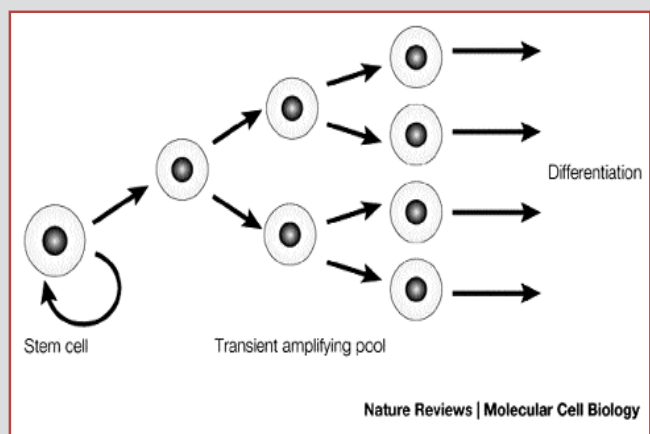 Differentiation
Stem cell
Transient amplifying pool
Nature Reviews | Molecular Cell Biology